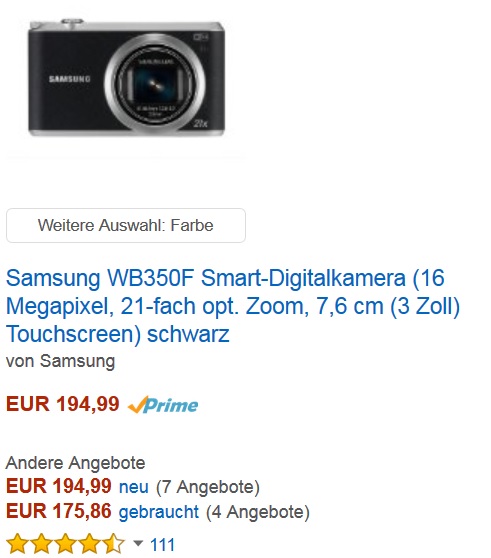 SAMSUNG
21x
Weitere Auswahl: Farbe
Samsung WB350F Smart-Digitalkamera (16
Megapixel, 21-fach opt. Zoom, 7,6 cm (3 Zoll)
Touchscreen) schwarz
von Samsung
EUR 194,99 Prime
Andere Angebote
EUR 194,99 neu (7 Angebote)
EUR 175,86 gebraucht (4 Angebote)
111